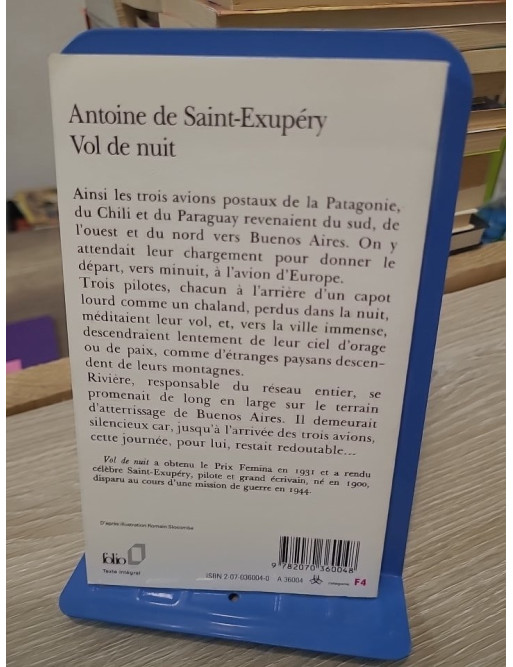 Antoine de Saint-Exupéry
Vol de nuit
Ainsi les trois avions postaux de la Patagonie,
du Chili et du Paraguay revenaient du sud, de
l'ouest et du nord vers Buenos Aires. On y
attendait leur chargement pour donner le
départ, vers minuit, à l'avion d'Europe.
Trois pilotes, chacun à l'arrière d'un capot
lourd comme un chaland, perdus dans la nuit,
méditaient leur vol, et, vers la ville immense,
descendraient lentement de leur ciel d'orage
ou de paix, comme d'étranges paysans descen-
dent de leurs montagnes.
Rivière, responsable du réseau entier, se
promenait de long en large sur le terrain
d'atterrissage de Buenos Aires. Il demeurait
silencieux car, jusqu'à l'arrivée des trois avions,
cette journée, pour lui, restait redoutable...
Vol de nuit a obtenu le Prix Femina en 1931 et a rendu
célèbre Saint-Exupéry, pilote et grand écrivain, né en 1900,
disparu au cours d'une mission de guerre en 1944.
D'après illustration Romain Slocombe
folio
Texte intégral
9 782070 360048
ISBN 2-07-036004-0 A 36004 catégorie F4